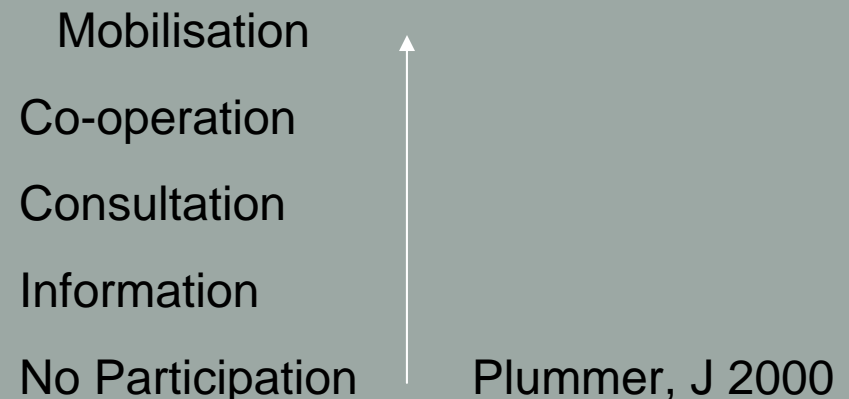 Mobilisation
Co-operation
Consultation
Information
No Participation
Plummer, J 2000